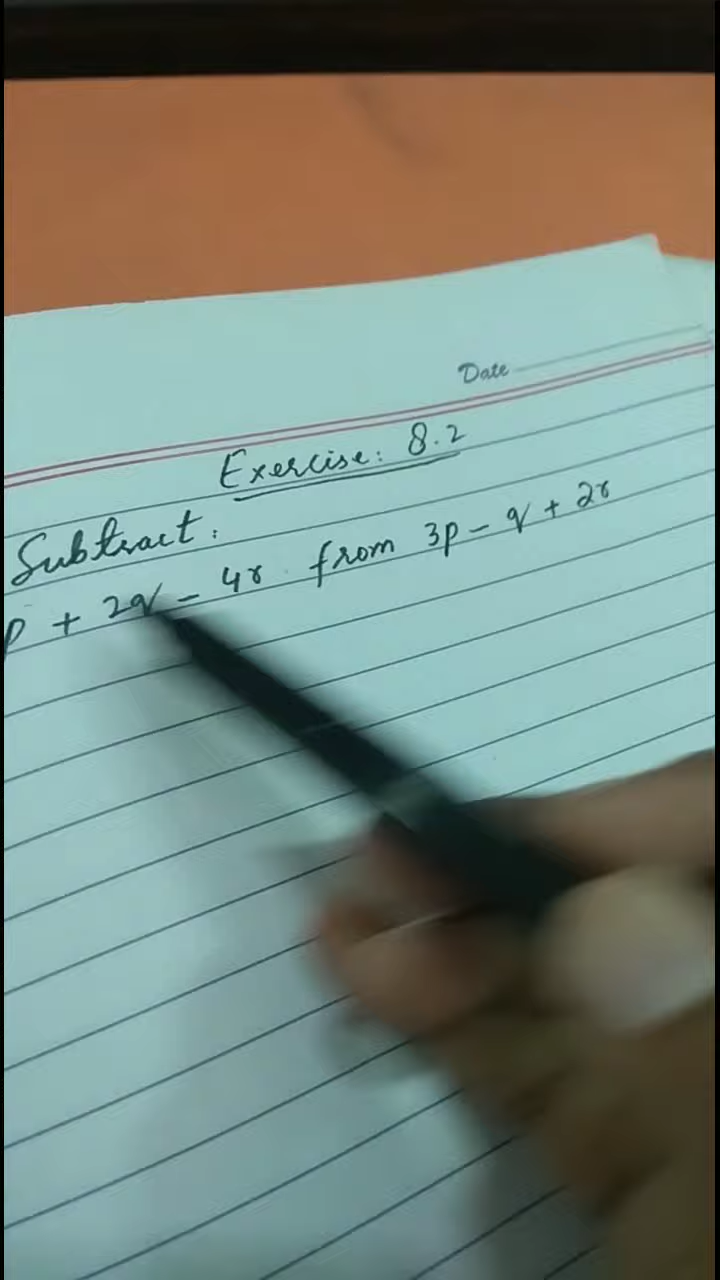 Date
Exercise: 8.2
Subtract:
p + 2q - 4r from 3p - q + 2r